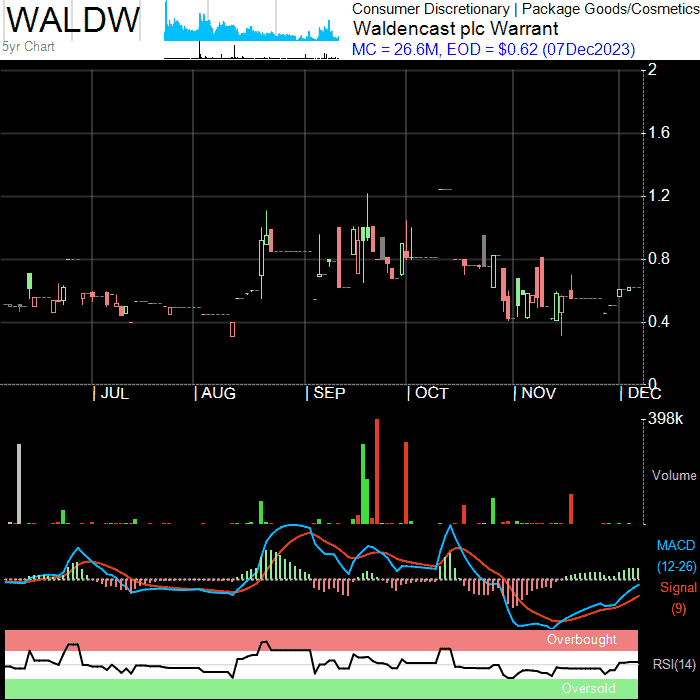 WALDW
5yr Chart
Consumer Discretionary | Package Goods/Cosmetics
Waldencast plc Warrant
MC = 26.6M, EOD = $0.62 (07Dec2023)
2
1.6
1.2
0.8
0.4
0
| JUL | AUG | SEP | OCT | NOV | DEC
398k
Volume
MACD
(12-26)
Signal
(9)
Overbought
RSI(14)
Oversold